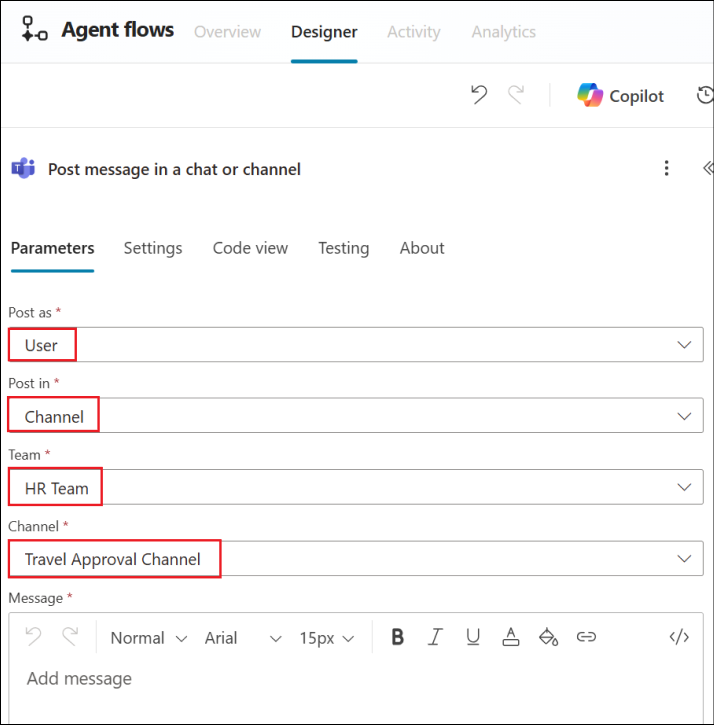 Agent flows Overview Designer Activity Analytics
Copilot
Post message in a chat or channel
Parameters Settings Code view Testing About
Post as *
User
Post in *
Channel
Team *
HR Team
Channel *
Travel Approval Channel
Message *
Normal Arial 15px B I U A </>
Add message